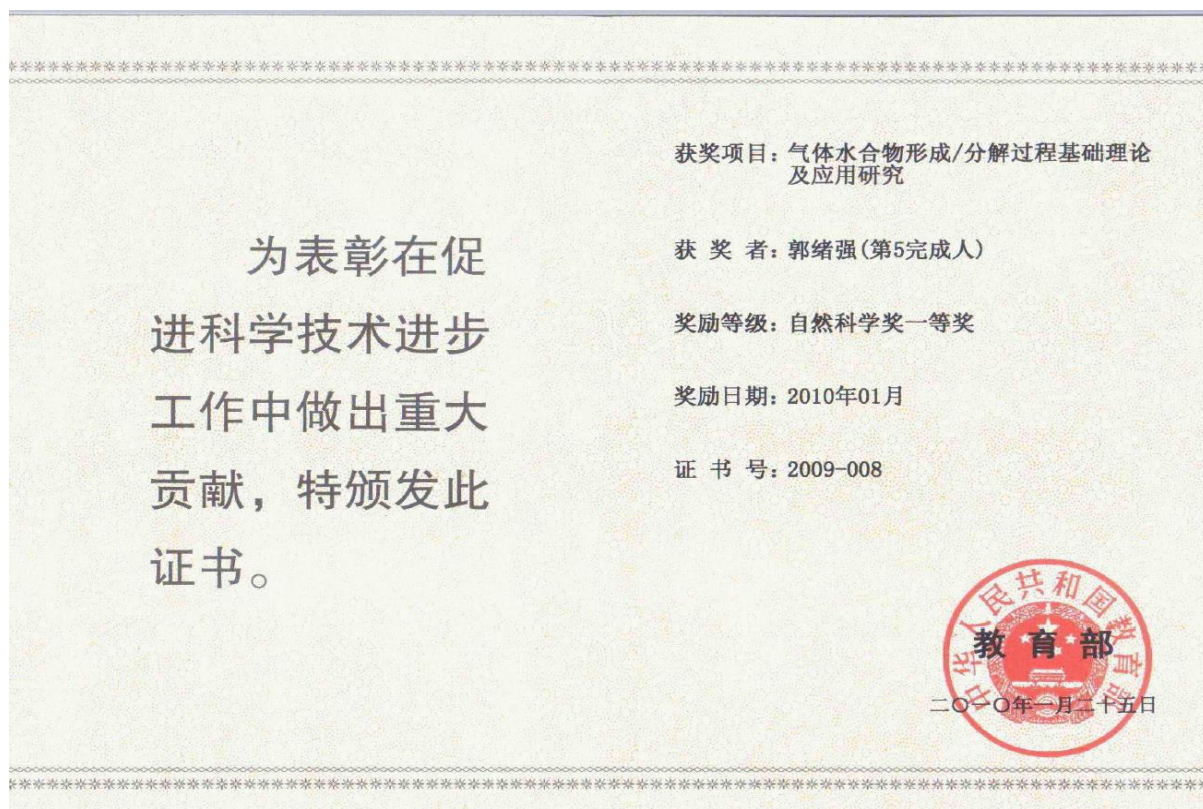 为表彰在促
进科学技术进步
工作中做出重大
贡献，特颁发此
证书。
获奖项目：气体水合物形成/分解过程基础理论
及应用研究
获 奖 者：郭绪强(第5完成人)
奖励等级：自然科学奖一等奖
奖励日期：2010年01月
证 书 号：2009-008
中华人民共和国教育部
教 育 部
二〇一〇年一月二十五日